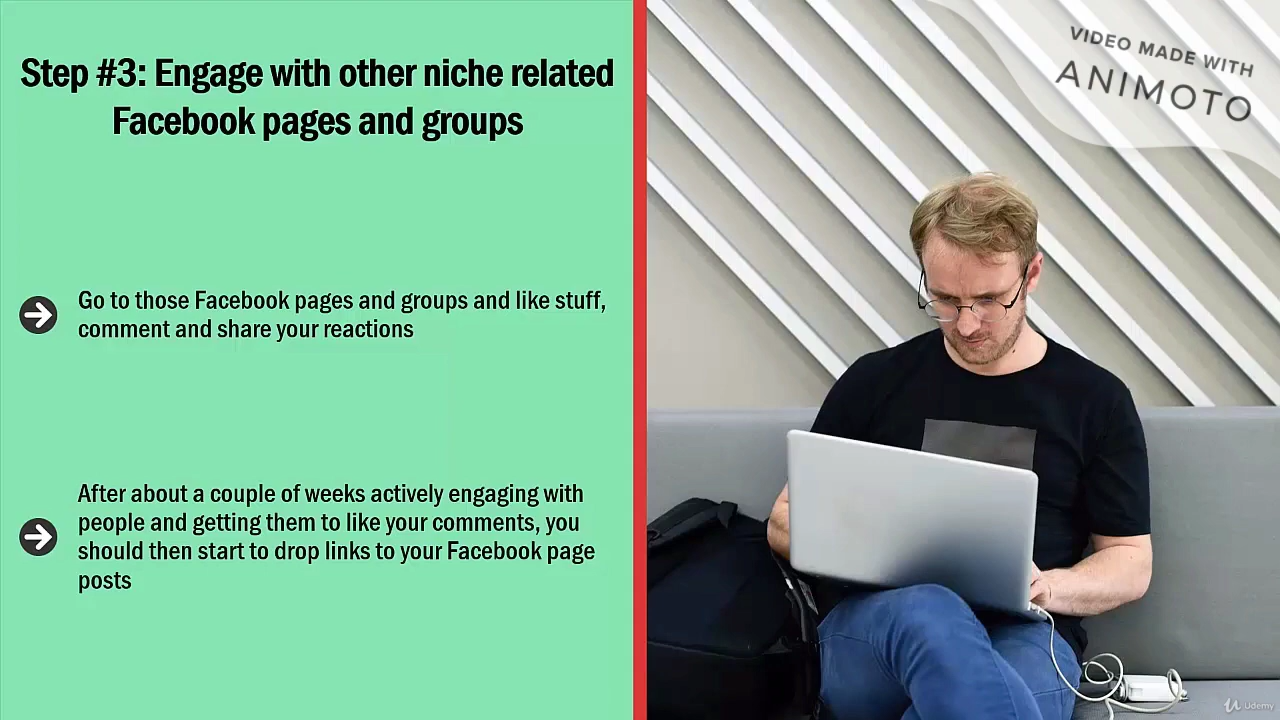 Step #3: Engage with other niche related
Facebook pages and groups
Go to those Facebook pages and groups and like stuff,
comment and share your reactions
After about a couple of weeks actively engaging with
people and getting them to like your comments, you
should then start to drop links to your Facebook page
posts
VIDEO MADE WITH
ANIMOTO
Udemy